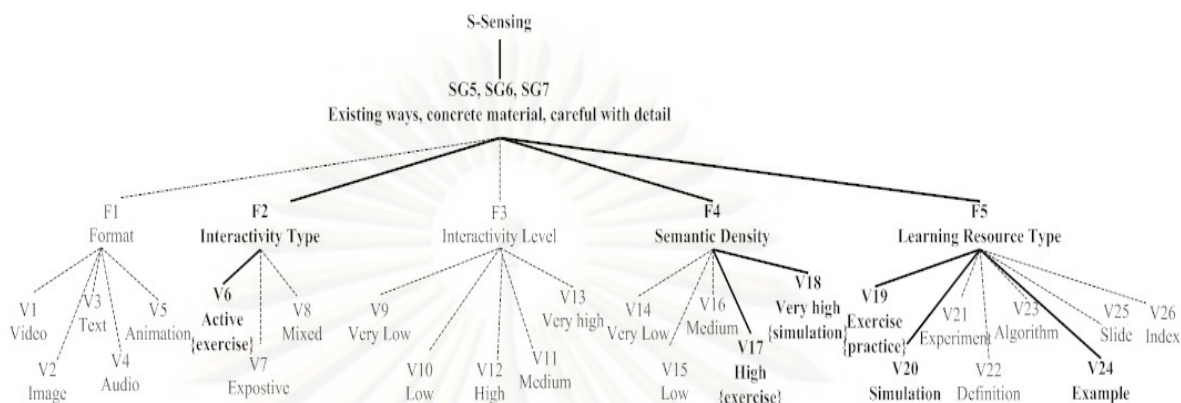 S-Sensing
SG5, SG6, SG7
Existing ways, concrete material, careful with detail
F1
Format
F2
Interactivity Type
F3
Interactivity Level
F4
Semantic Density
F5
Learning Resource Type
V1
Video
V2
Image
V3
Text
V4
Audio
V5
Animation
V6
Active
{exercise}
V7
Expostive
V8
Mixed
V9
Very Low
V10
Low
V12
High
V11
Medium
V13
Very high
V14
Very Low
V15
Low
V16
Medium
V17
High
{exercise}
V18
Very high
{simulation}
V19
Exercise
{practice}
V20
Simulation
V21
Experiment
V22
Definition
V23
Algorithm
V24
Example
V25
Slide
V26
Index